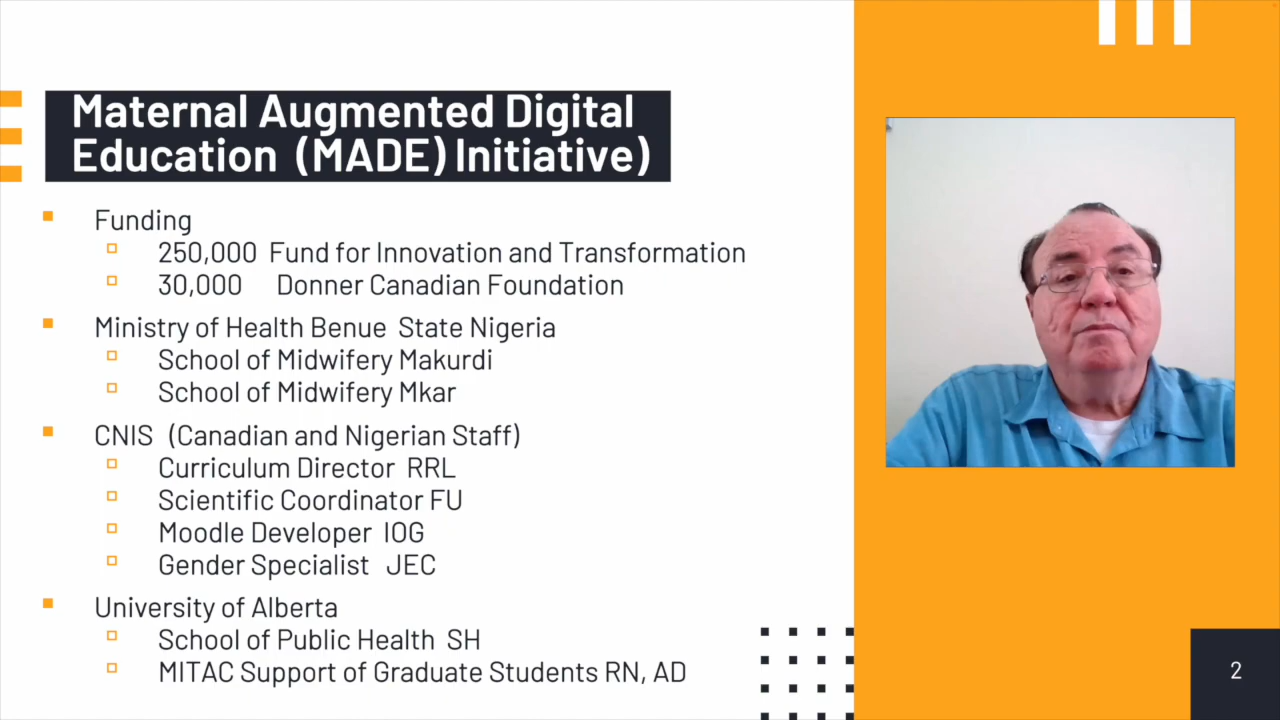 Maternal Augmented Digital
Education (MADE) Initiative)
Funding
250,000 Fund for Innovation and Transformation
30,000 Donner Canadian Foundation
Ministry of Health Benue State Nigeria
School of Midwifery Makurdi
School of Midwifery Mkar
CNIS (Canadian and Nigerian Staff)
Curriculum Director RRL
Scientific Coordinator FU
Moodle Developer IOG
Gender Specialist JEC
University of Alberta
School of Public Health SH
MITAC Support of Graduate Students RN, AD
2